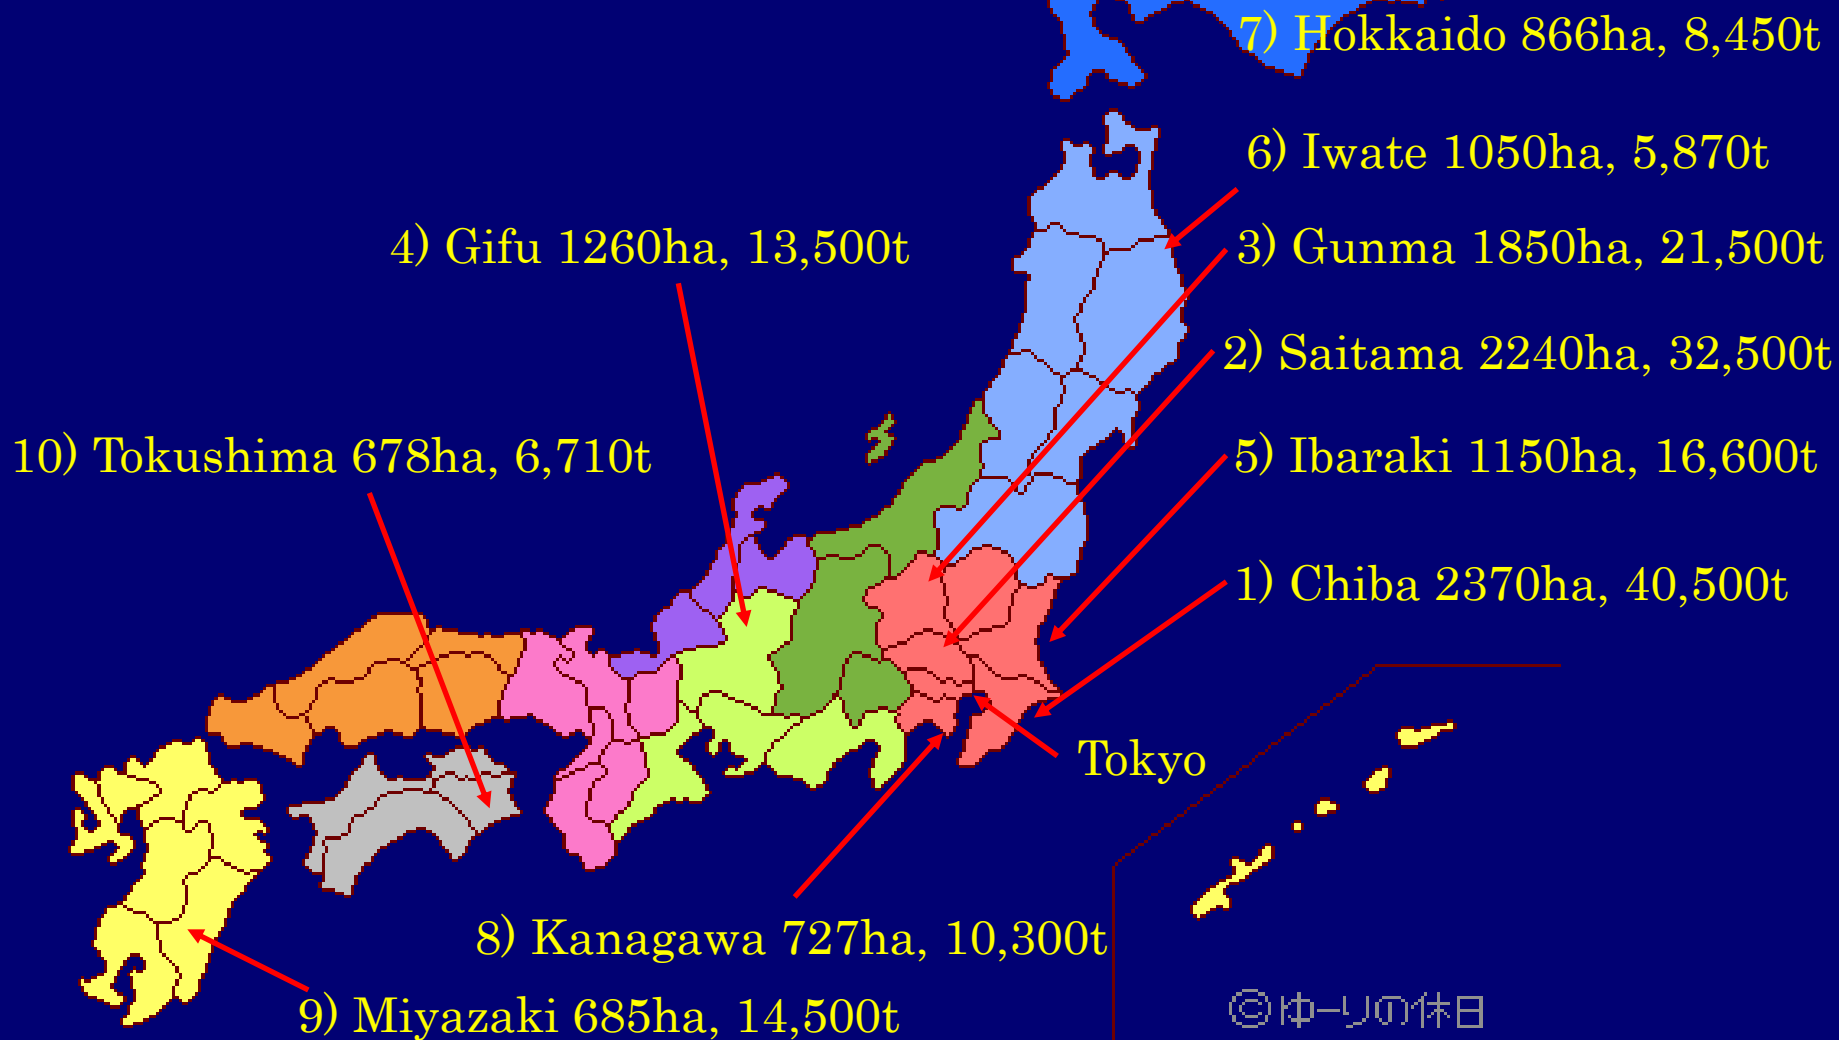 7) Hokkaido 866ha, 8,450t
6) Iwate 1050ha, 5,870t
4) Gifu 1260ha, 13,500t
3) Gunma 1850ha, 21,500t
2) Saitama 2240ha, 32,500t
10) Tokushima 678ha, 6,710t
5) Ibaraki 1150ha, 16,600t
1) Chiba 2370ha, 40,500t
Tokyo
8) Kanagawa 727ha, 10,300t
9) Miyazaki 685ha, 14,500t
©ゆーりの休日